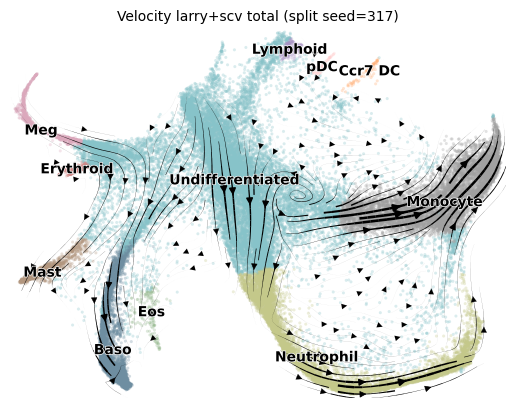 Velocity larry+scv total (split seed=317)
Lymphoid
pDC
Ccr7 DC
Meg
Erythroid
Undifferentiated
Monocyte
Mast
Eos
Baso
Neutrophil